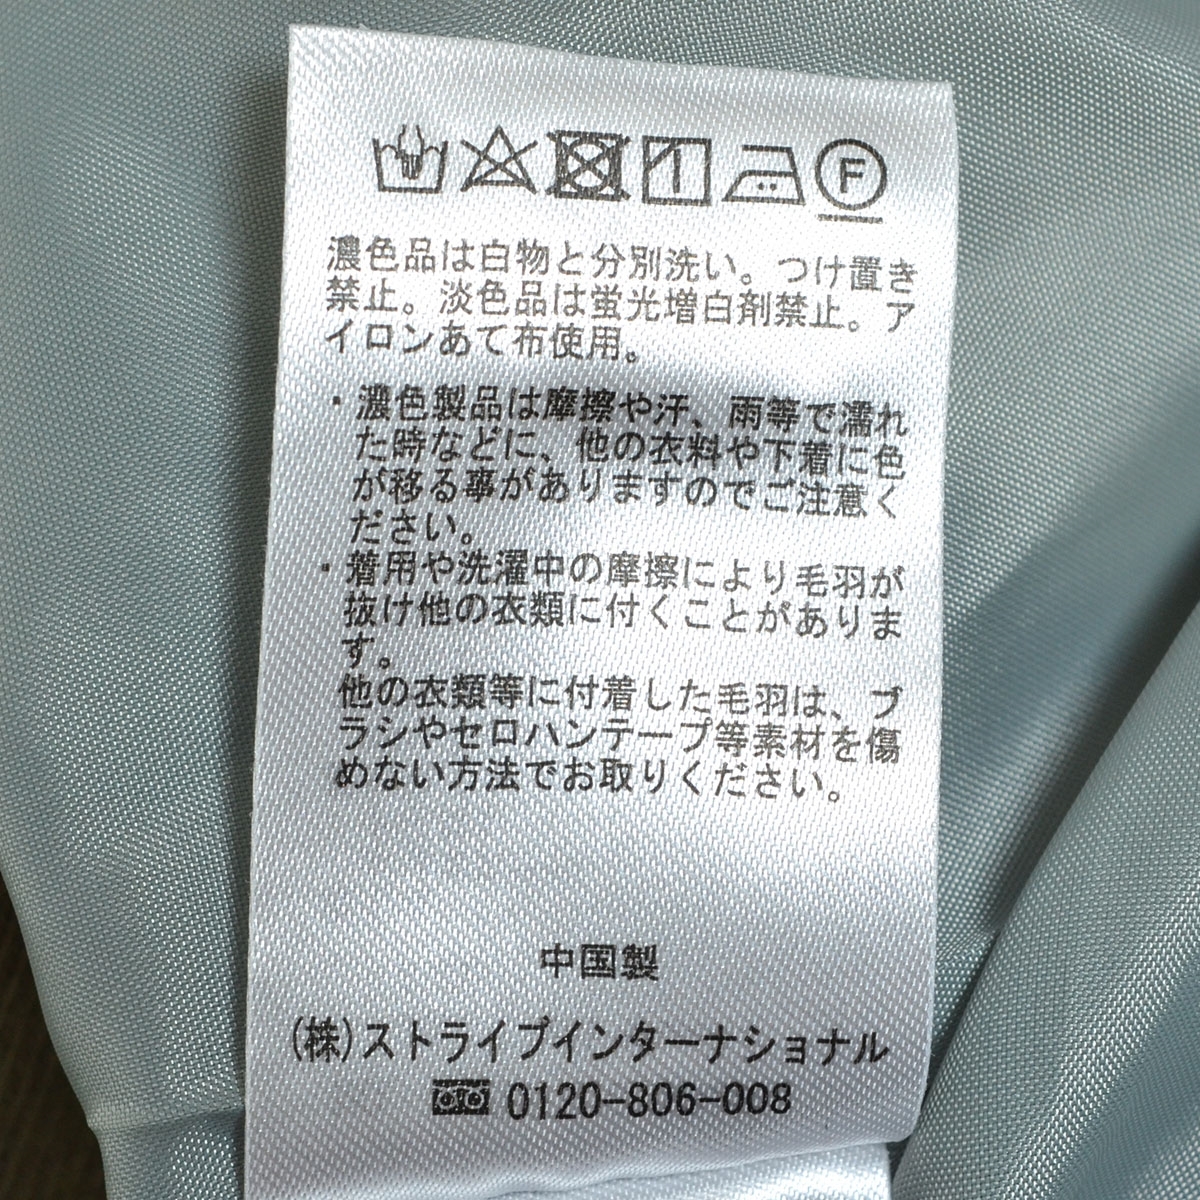 F
濃色品は白物と分別洗い。つけ置き
禁止。淡色品は蛍光増白剤禁止。ア
イロンあて布使用。
・濃色製品は摩擦や汗、雨等で濡れ
た時などに、他の衣料や下着に色
が移る事がありますのでご注意く
ださい。
・着用や洗濯中の摩擦により毛羽が
抜け他の衣類に付くことがありま
す。
他の衣類等に付着した毛羽は、ブ
ラシやセロハンテープ等素材を傷
めない方法でお取りください。
中国製
(株)ストライプインターナショナル
0120-806-008